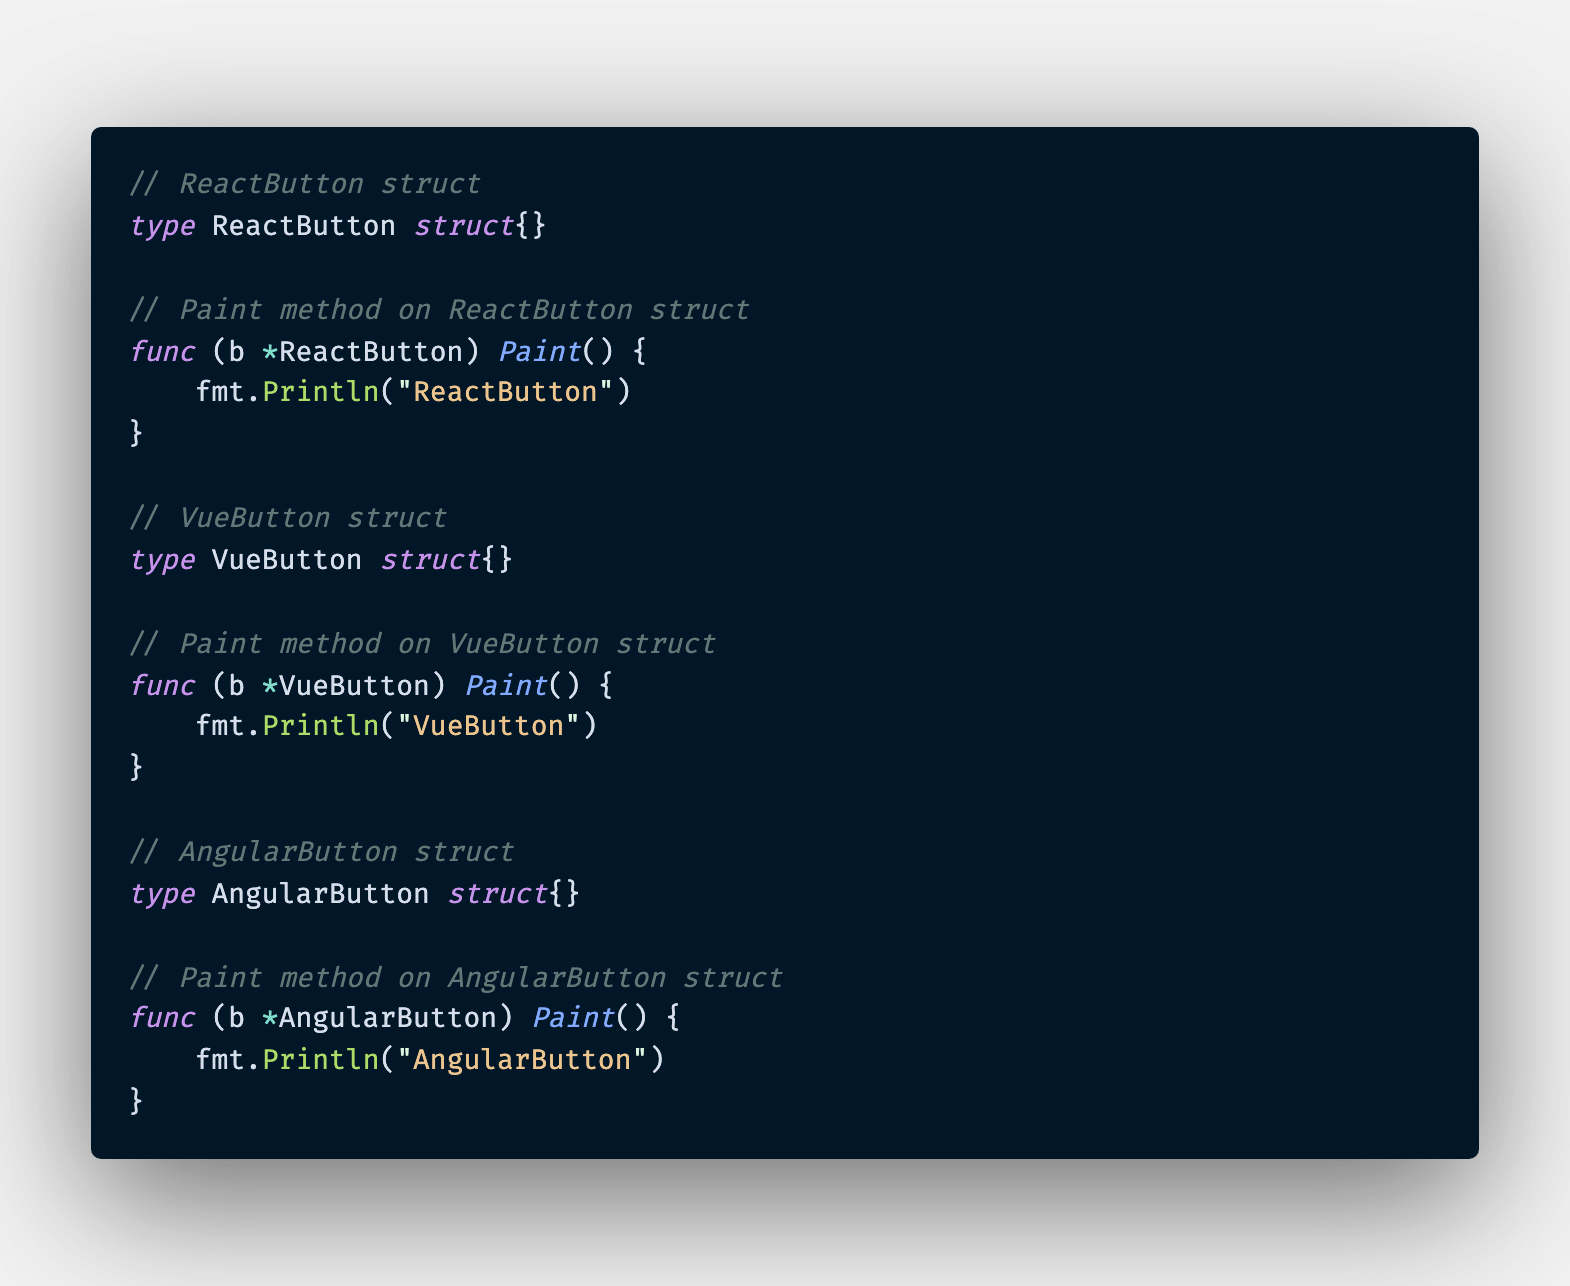 // ReactButton struct
type ReactButton struct{}
// Paint method on ReactButton struct
func (b *ReactButton) Paint() {
    fmt.Println("ReactButton")
}
// VueButton struct
type VueButton struct{}
// Paint method on VueButton struct
func (b *VueButton) Paint() {
    fmt.Println("VueButton")
}
// AngularButton struct
type AngularButton struct{}
// Paint method on AngularButton struct
func (b *AngularButton) Paint() {
    fmt.Println("AngularButton")
}